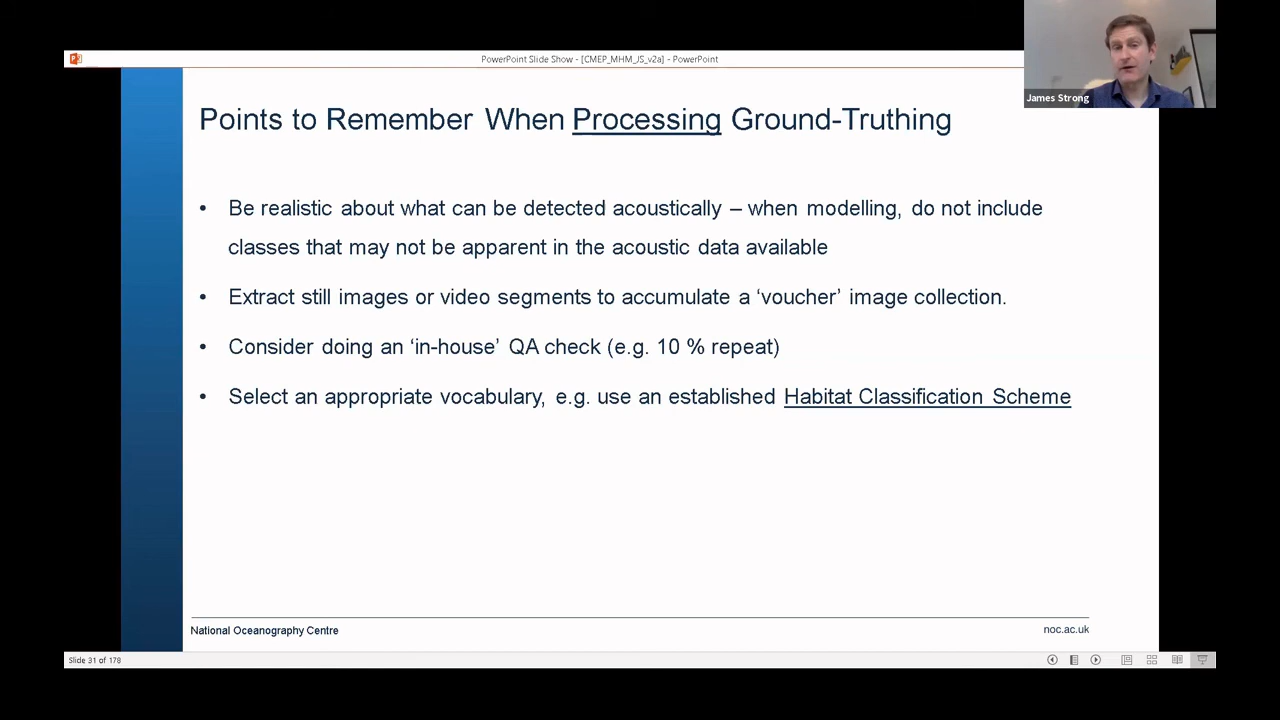 PowerPoint Slide Show - [CMEP_MHM_JS_v2a] - PowerPoint
James Strong
Points to Remember When Processing Ground-Truthing
• Be realistic about what can be detected acoustically – when modelling, do not include
classes that may not be apparent in the acoustic data available
• Extract still images or video segments to accumulate a ‘voucher’ image collection.
• Consider doing an ‘in-house’ QA check (e.g. 10 % repeat)
• Select an appropriate vocabulary, e.g. use an established Habitat Classification Scheme
National Oceanography Centre
noc.ac.uk
Slide 31 of 178